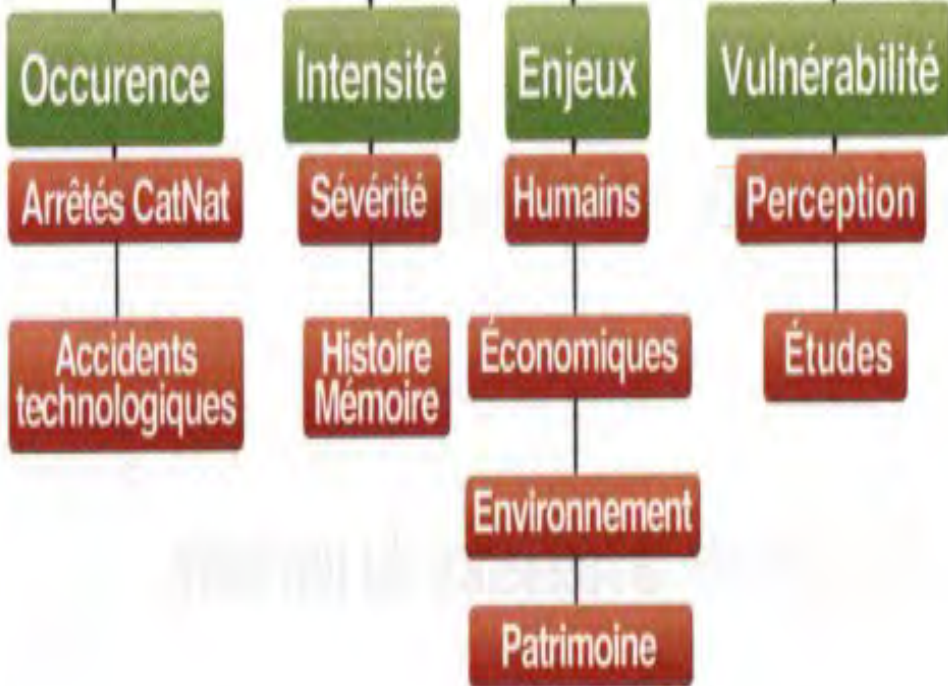 Occurence
Intensité
Enjeux
Vulnérabilité
Arrêtés CatNat
Sévérité
Humains
Perception
Accidents
technologiques
Histoire
Mémoire
Économiques
Études
Environnement
Patrimoine